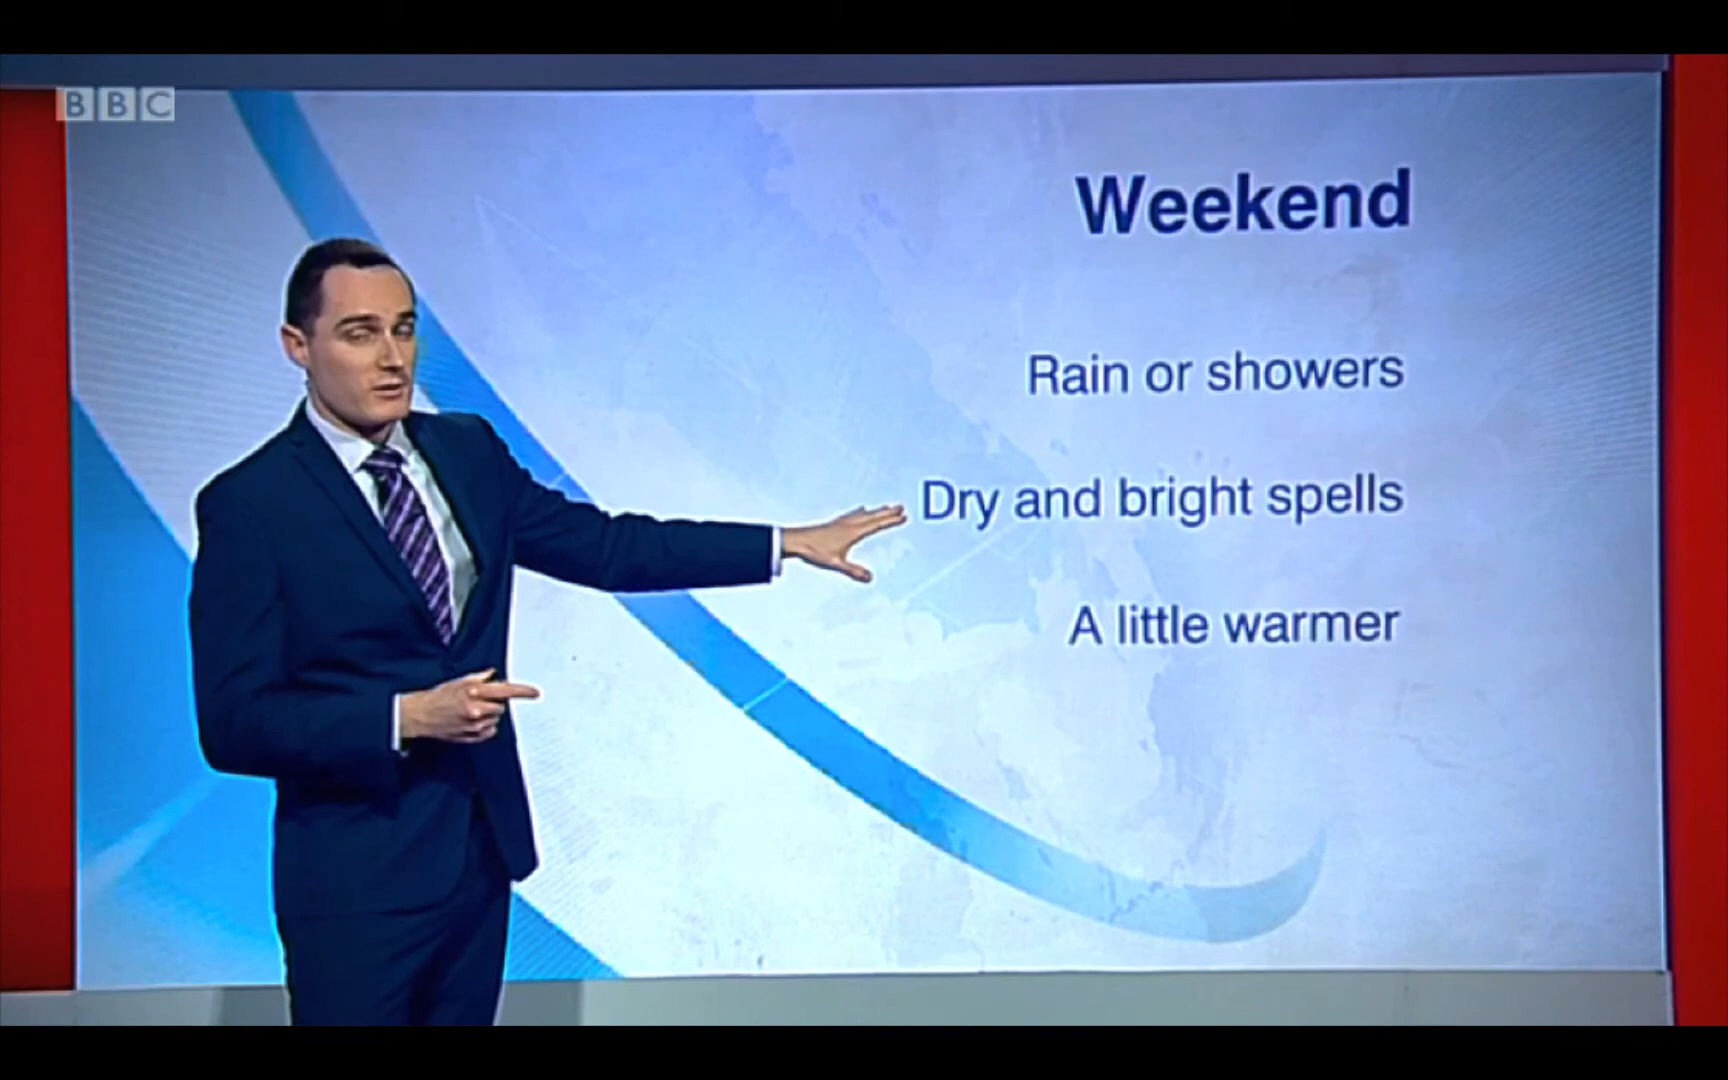 BBC
Weekend
Rain or showers
Dry and bright spells
A little warmer